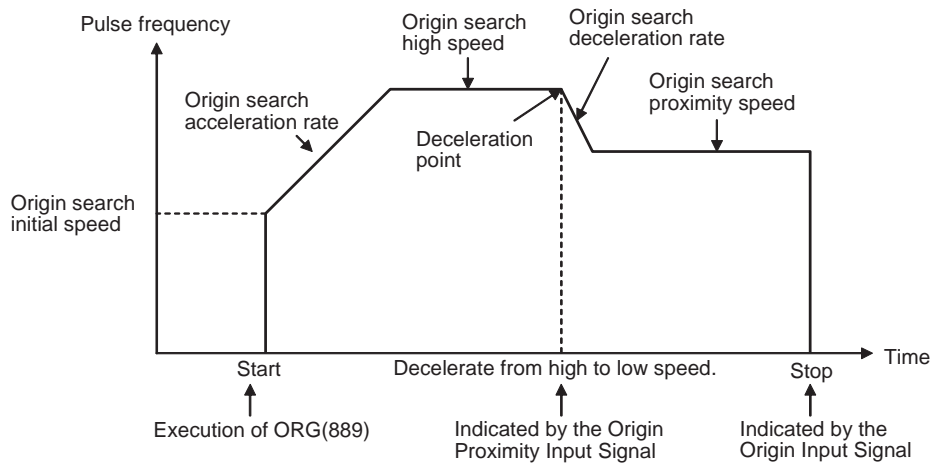 Pulse frequency
Origin search
high speed
Origin search
deceleration rate
Origin search
proximity speed
Origin search
acceleration rate
Deceleration
point
Origin search
initial speed
Time
Start
Decelerate from high to low speed.
Stop
Execution of ORG(889)
Indicated by the Origin
Proximity Input Signal
Indicated by the
Origin Input Signal